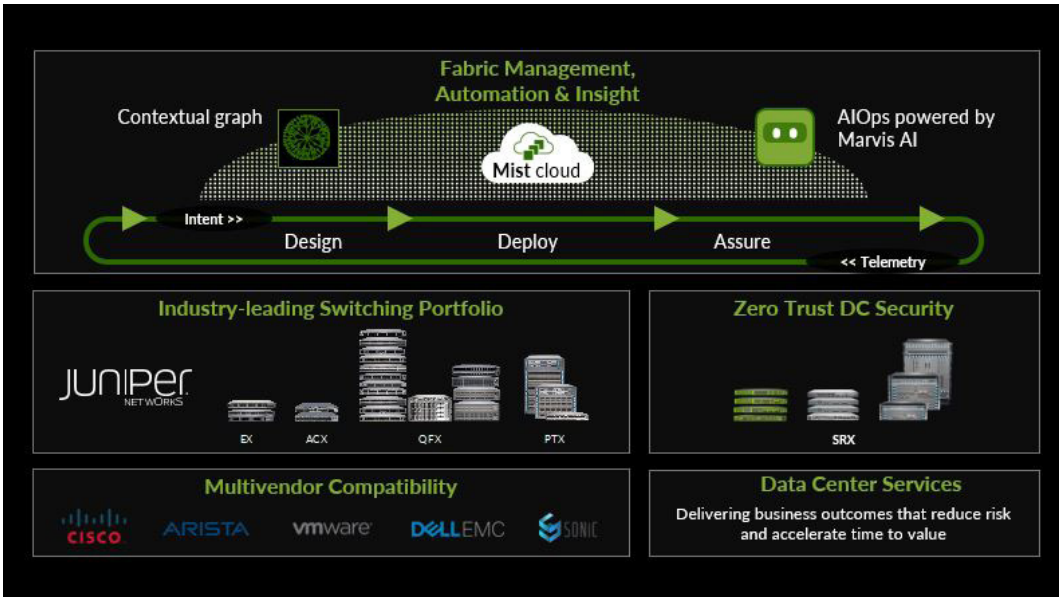 Fabric Management,
Automation & Insight
Contextual graph
Mist cloud
AIOps powered by
Marvis AI
Intent >>
Design
Deploy
Assure
<< Telemetry
Industry-leading Switching Portfolio
JUNIPER
NETWORKS
EX
ACX
QFX
PTX
Zero Trust DC Security
SRX
Multivendor Compatibility
CISCO
ARISTA
vmware
DELLEMC
SONiC
Data Center Services
Delivering business outcomes that reduce risk
and accelerate time to value